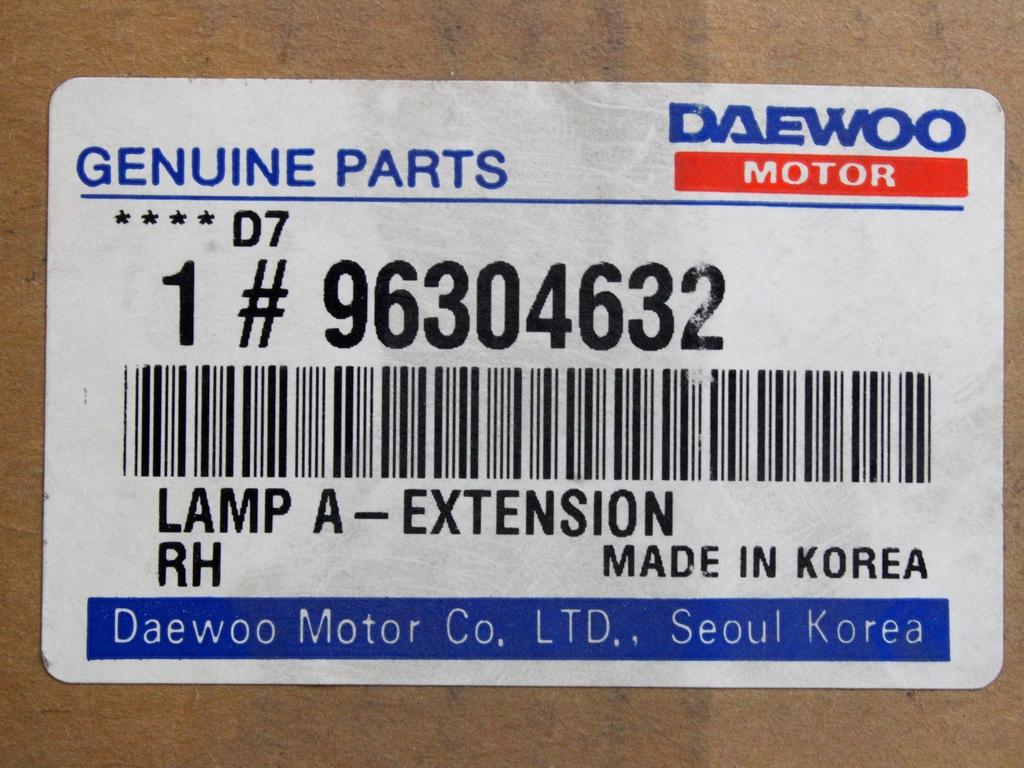 DAEWOO
MOTOR
GENUINE PARTS
**** D7
1 # 96304632
LAMP A – EXTENSION
RH
MADE IN KOREA
Daewoo Motor Co. LTD., Seoul Korea